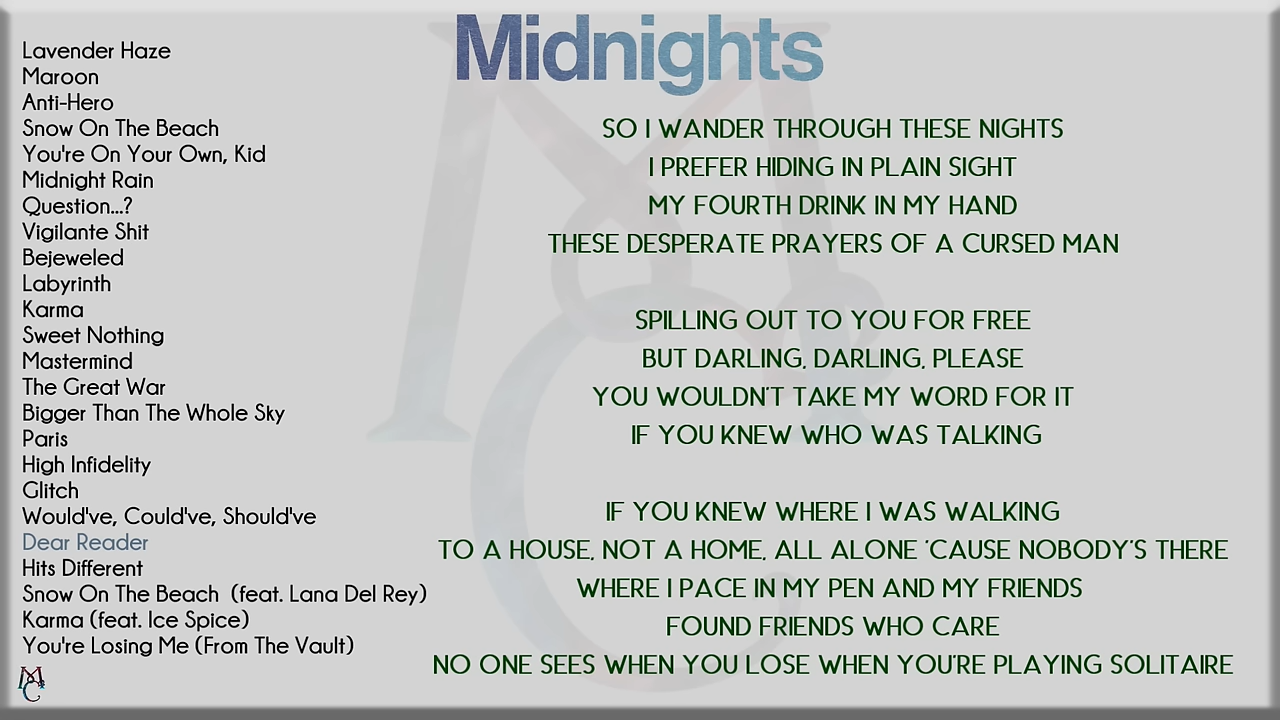 Midnights
Lavender Haze
Maroon
Anti-Hero
Snow On The Beach
You're On Your Own, Kid
Midnight Rain
Question...?
Vigilante Shit
Bejeweled
Labyrinth
Karma
Sweet Nothing
Mastermind
The Great War
Bigger Than The Whole Sky
Paris
High Infidelity
Glitch
Would've, Could've, Should've
Dear Reader
Hits Different
Snow On The Beach (feat. Lana Del Rey)
Karma (feat. Ice Spice)
You're Losing Me (From The Vault)
SO I WANDER THROUGH THESE NIGHTS
I PREFER HIDING IN PLAIN SIGHT
MY FOURTH DRINK IN MY HAND
THESE DESPERATE PRAYERS OF A CURSED MAN
SPILLING OUT TO YOU FOR FREE
BUT DARLING, DARLING, PLEASE
YOU WOULDN'T TAKE MY WORD FOR IT
IF YOU KNEW WHO WAS TALKING
IF YOU KNEW WHERE I WAS WALKING
TO A HOUSE, NOT A HOME, ALL ALONE 'CAUSE NOBODY'S THERE
WHERE I PACE IN MY PEN AND MY FRIENDS
FOUND FRIENDS WHO CARE
NO ONE SEES WHEN YOU LOSE WHEN YOU'RE PLAYING SOLITAIRE